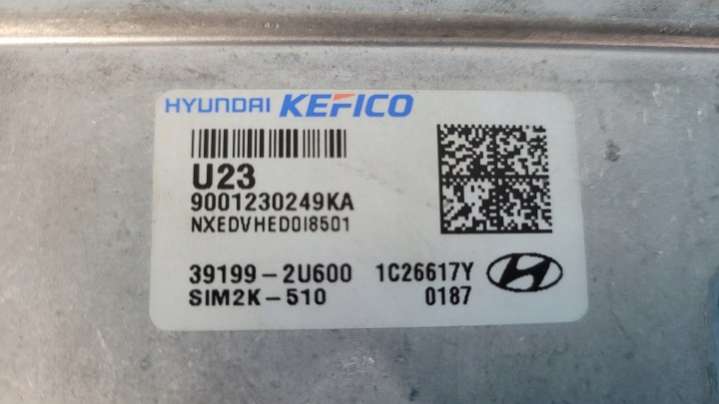 HYUNDAI KEFICO
U23
9001230249KA
NXEDVHED0I8501
39199-2U600 1C26617Y
SIM2K-510 0187